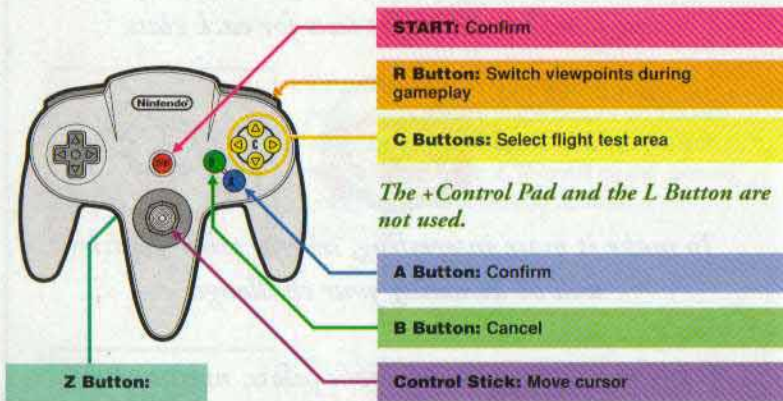 START: Confirm
R Button: Switch viewpoints during
gameplay
Nintendo
C
C Buttons: Select flight test area
B
A
The +Control Pad and the L Button are
not used.
A Button: Confirm
B Button: Cancel
Z Button:
Control Stick: Move cursor